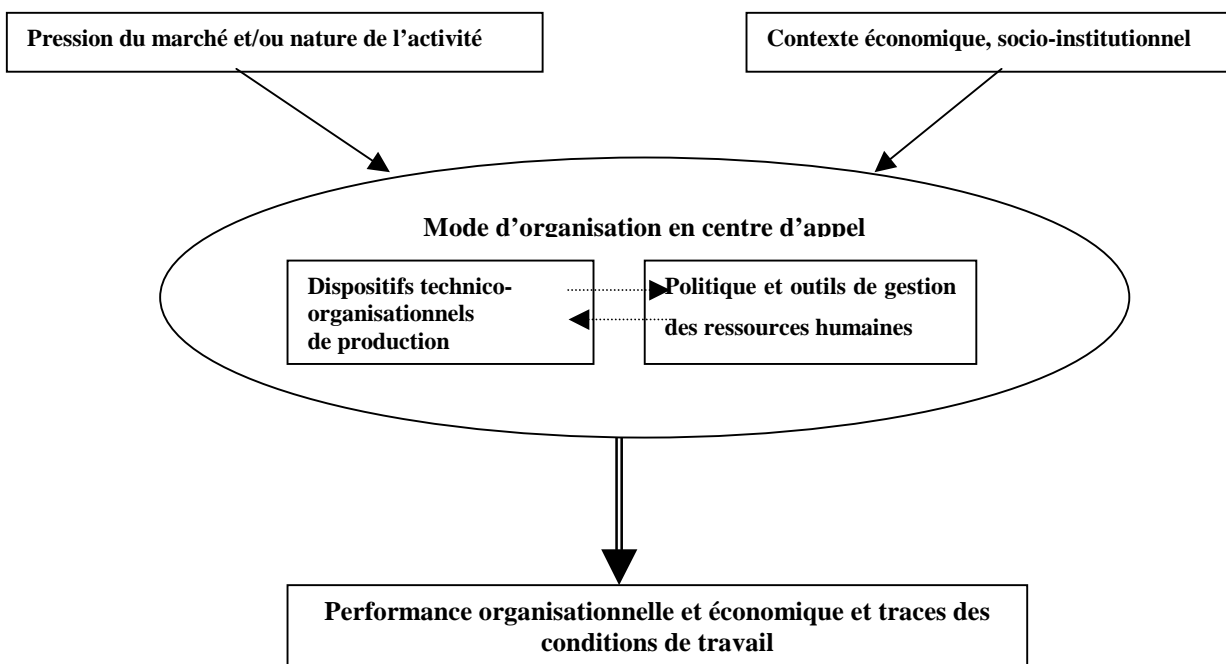 Pression du marché et/ou nature de l’activité
Contexte économique, socio-institutionnel
Mode d’organisation en centre d’appel
Dispositifs technico-
organisationnels
de production
Politique et outils de gestion
des ressources humaines
Performance organisationnelle et économique et traces des
conditions de travail